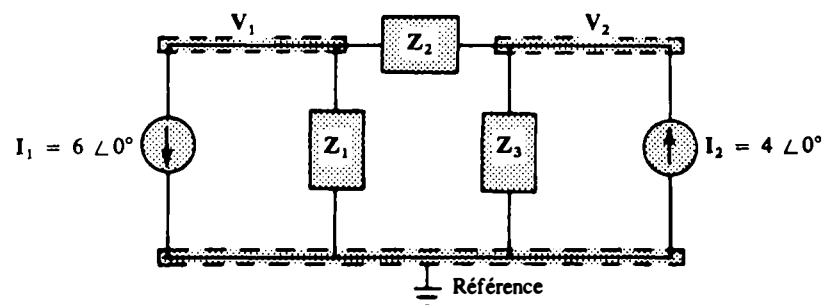 V₁
V₂
Z₂
I₁ = 6 ∠0°
Z₁
Z₃
I₂ = 4 ∠0°
Référence